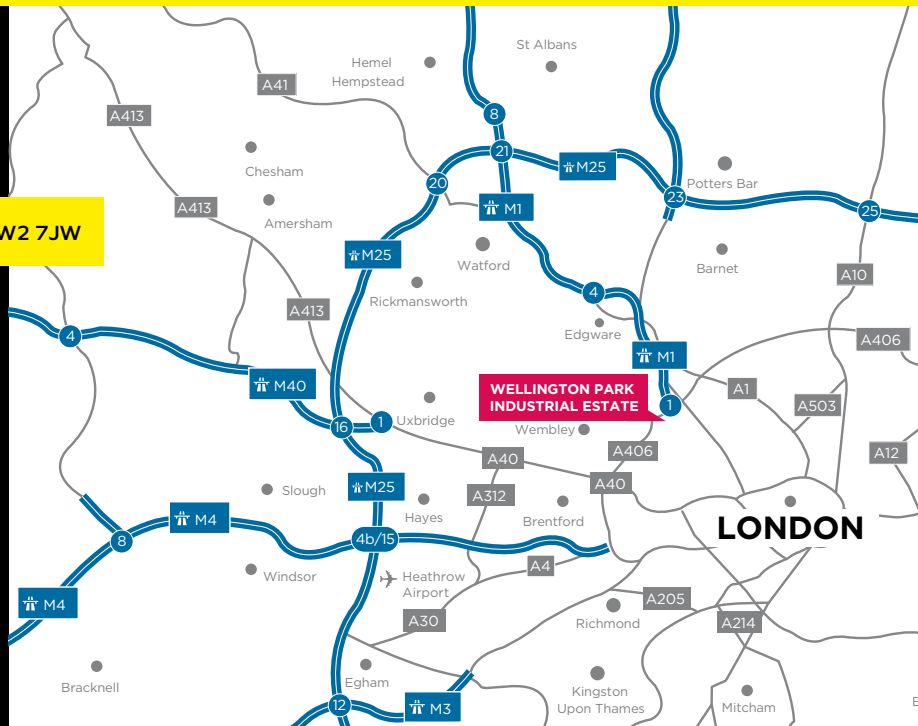 St Albans
Hemel
Hempstead
A41
A413
8
21
M25
Chesham
20
Potters Bar
23
A413
M1
25
Amersham
W2 7JW
Watford
M25
Barnet
A10
Rickmansworth
4
A413
Edgware
4
A406
M1
M40
WELLINGTON PARK
INDUSTRIAL ESTATE
A1
1
A503
1
Uxbridge
16
Wembley
A406
A12
A40
A40
Slough
M25
A312
Hayes
Brentford
M4
LONDON
8
4b/15
A4
Windsor
Heathrow
Airport
M4
A205
A30
Richmond
A214
Bracknell
Egham
Kingston
Upon Thames
Mitcham
12
M3